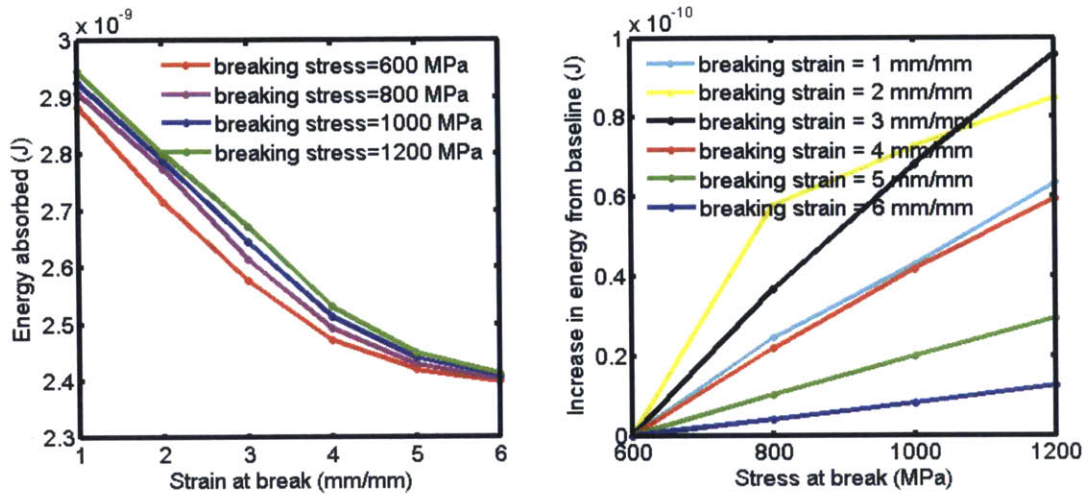 x 10-9
3
2.9
2.8
2.7
2.6
2.5
2.4
2.3
Energy absorbed (J)
breaking stress=600 MPa
breaking stress=800 MPa
breaking stress=1000 MPa
breaking stress=1200 MPa
1 2 3 4 5 6
Strain at break (mm/mm)
x 10-10
1
0.8
0.6
0.4
0.2
0
Increase in energy from baseline (J)
breaking strain = 1 mm/mm
breaking strain = 2 mm/mm
breaking strain = 3 mm/mm
breaking strain = 4 mm/mm
breaking strain = 5 mm/mm
breaking strain = 6 mm/mm
600 800 1000 1200
Stress at break (MPa)